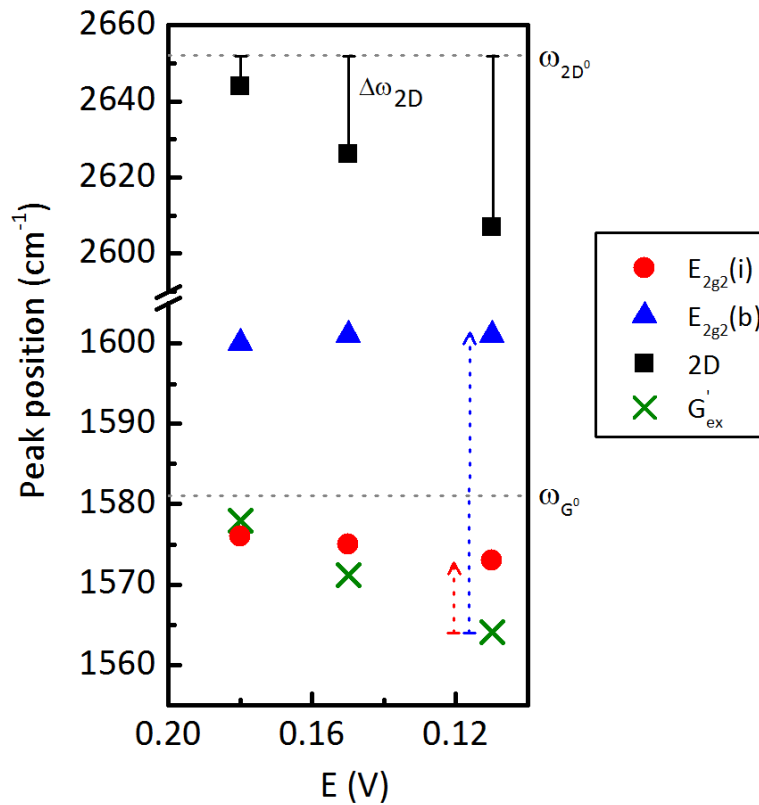 2660
2640
2620
2600
1600
1590
1580
1570
1560
0.20
0.16
0.12
Peak position (cm⁻¹)
E (V)
ω2D⁰
Δω2D
ωG⁰
E2g2(i)
E2g2(b)
2D
G'ex